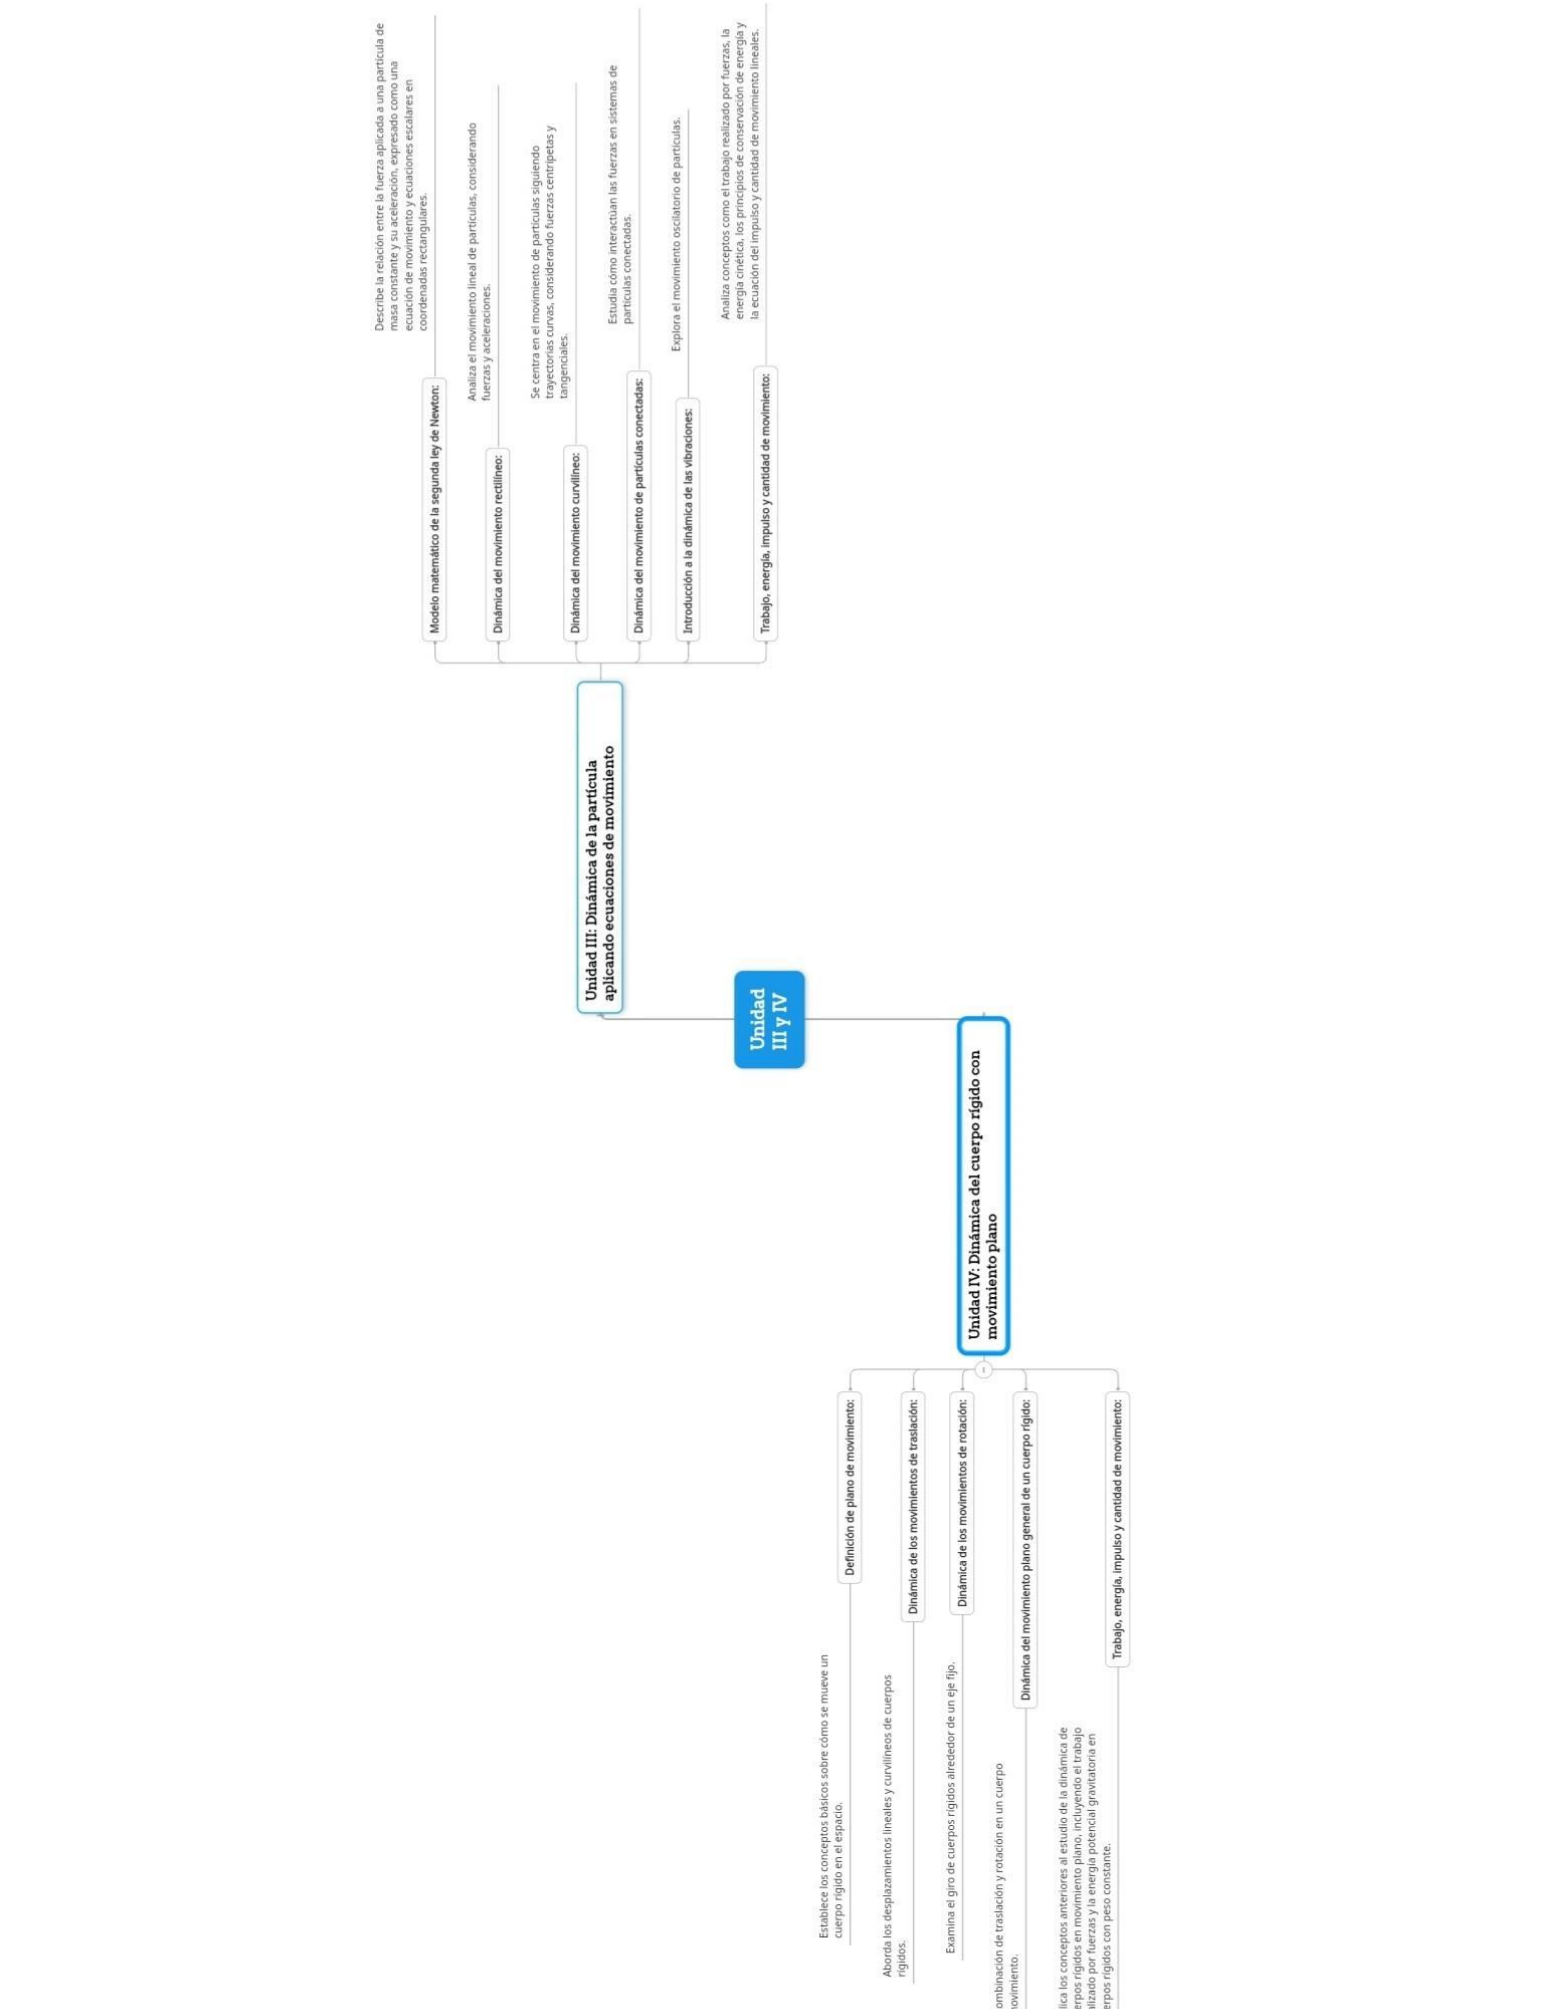 Unidad
III y IV
Unidad III: Dinámica de la partícula
aplicando ecuaciones de movimiento
Modelo matemático de la segunda ley de Newton:
Describe la relación entre la fuerza aplicada a una partícula de
masa constante y su aceleración, expresado como una
ecuación de movimiento y ecuaciones escalares en
coordenadas rectangulares.
Dinámica del movimiento rectilíneo:
Analiza el movimiento lineal de partículas, considerando
fuerzas y aceleraciones.
Dinámica del movimiento curvilíneo:
Se centra en el movimiento de partículas siguiendo
trayectorias curvas, considerando fuerzas centrípetas y
tangenciales.
Dinámica del movimiento de partículas conectadas:
Estudia cómo interactúan las fuerzas en sistemas de
partículas conectadas.
Introducción a la dinámica de las vibraciones:
Explora el movimiento oscilatorio de partículas.
Trabajo, energía, impulso y cantidad de movimiento:
Analiza conceptos como el trabajo realizado por fuerzas, la
energía cinética, los principios de conservación de energía y
la ecuación del impulso y cantidad de movimiento lineales.
Unidad IV: Dinámica del cuerpo rígido con
movimiento plano
Definición de plano de movimiento:
Establece los conceptos básicos sobre cómo se mueve un
cuerpo rígido en el espacio.
Dinámica de los movimientos de traslación:
Aborda los desplazamientos lineales y curvilíneos de cuerpos
rígidos.
Dinámica de los movimientos de rotación:
Examina el giro de cuerpos rígidos alrededor de un eje fijo.
Dinámica del movimiento plano general de un cuerpo rígido:
ombinación de traslación y rotación en un cuerpo
ovimiento.
Trabajo, energía, impulso y cantidad de movimiento:
lica los conceptos anteriores al estudio de la dinámica de
erpos rígidos en movimiento plano, incluyendo el trabajo
alizado por fuerzas y la energía potencial gravitatoria en
erpos rígidos con peso constante.